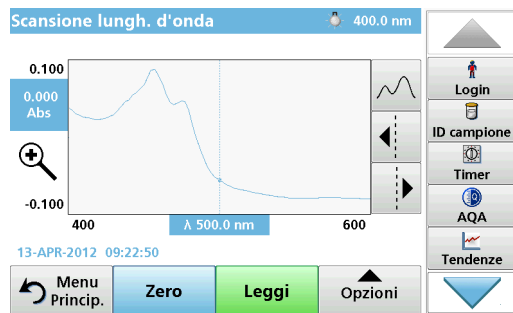 Scansione lungh. d'onda
400.0 nm
0.100
0.000
Abs
-0.100
400
λ 500.0 nm
600
13-APR-2012 09:22:50
Menu
Princip.
Zero
Leggi
Opzioni
Login
ID campione
Timer
AQA
Tendenze